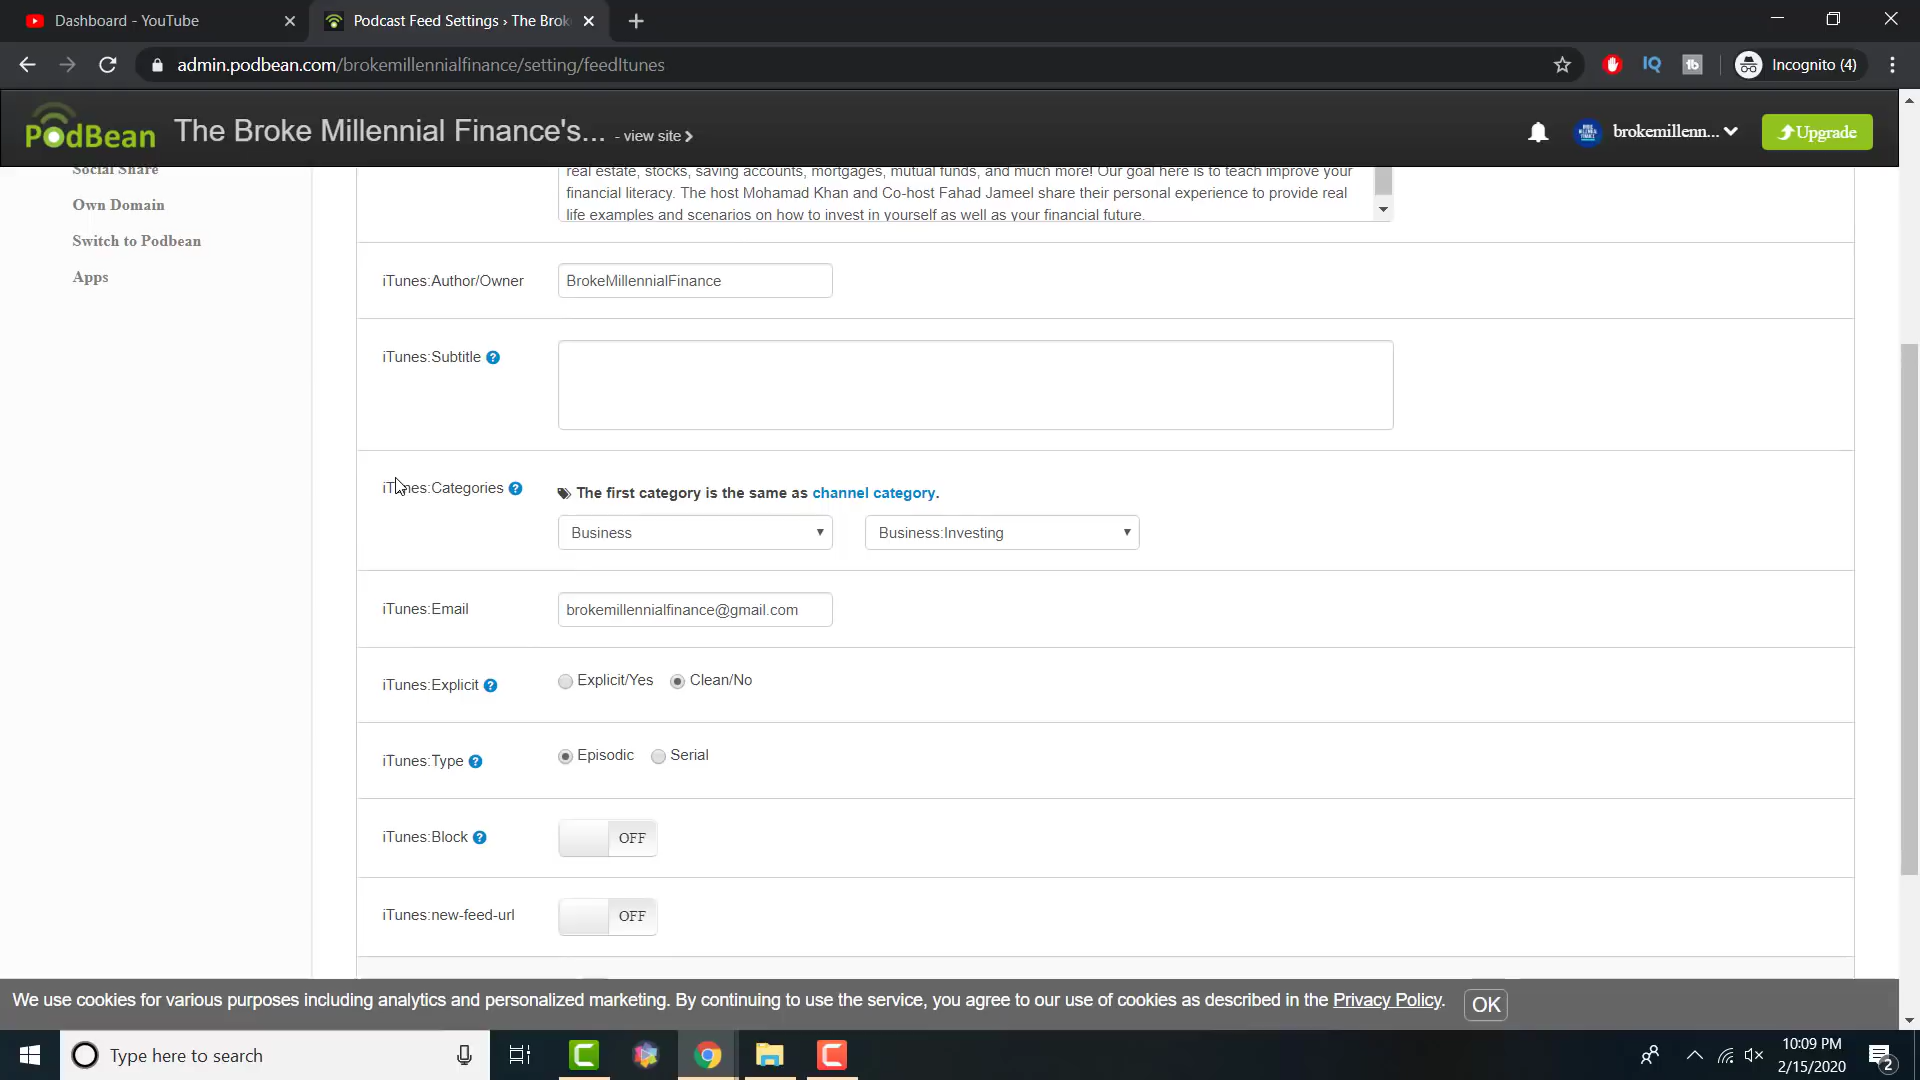 Dashboard - YouTube
Podcast Feed Settings › The Brok
admin.podbean.com/brokemillennialfinance/setting/feedItunes
IQ
tb
Incognito (4)
PodBean
The Broke Millennial Finance's...
- view site
brokemillenn...
Upgrade
Social Share
Own Domain
Switch to Podbean
Apps
real estate, stocks, saving accounts, mortgages, mutual funds, and much more! Our goal here is to teach improve your
financial literacy. The host Mohamad Khan and Co-host Fahad Jameel share their personal experience to provide real
life examples and scenarios on how to invest in yourself as well as your financial future.
iTunes:Author/Owner
BrokeMillennialFinance
iTunes:Subtitle ?
iTunes:Categories ?
The first category is the same as channel category.
Business
Business:Investing
iTunes:Email
brokemillennialfinance@gmail.com
iTunes:Explicit ?
Explicit/Yes
Clean/No
iTunes:Type ?
Episodic
Serial
iTunes:Block ?
OFF
iTunes:new-feed-url
OFF
We use cookies for various purposes including analytics and personalized marketing. By continuing to use the service, you agree to our use of cookies as described in the Privacy Policy.
OK
Type here to search
10:09 PM
2/15/2020
2